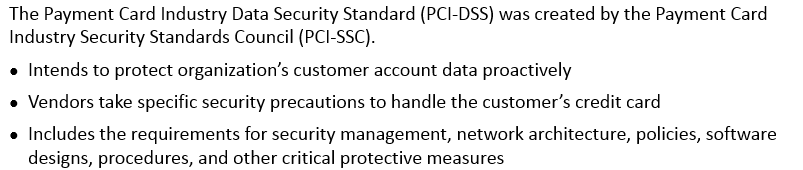 The Payment Card Industry Data Security Standard (PCI-DSS) was created by the Payment Card
Industry Security Standards Council (PCI-SSC).
• Intends to protect organization’s customer account data proactively
• Vendors take specific security precautions to handle the customer’s credit card
• Includes the requirements for security management, network architecture, policies, software
designs, procedures, and other critical protective measures